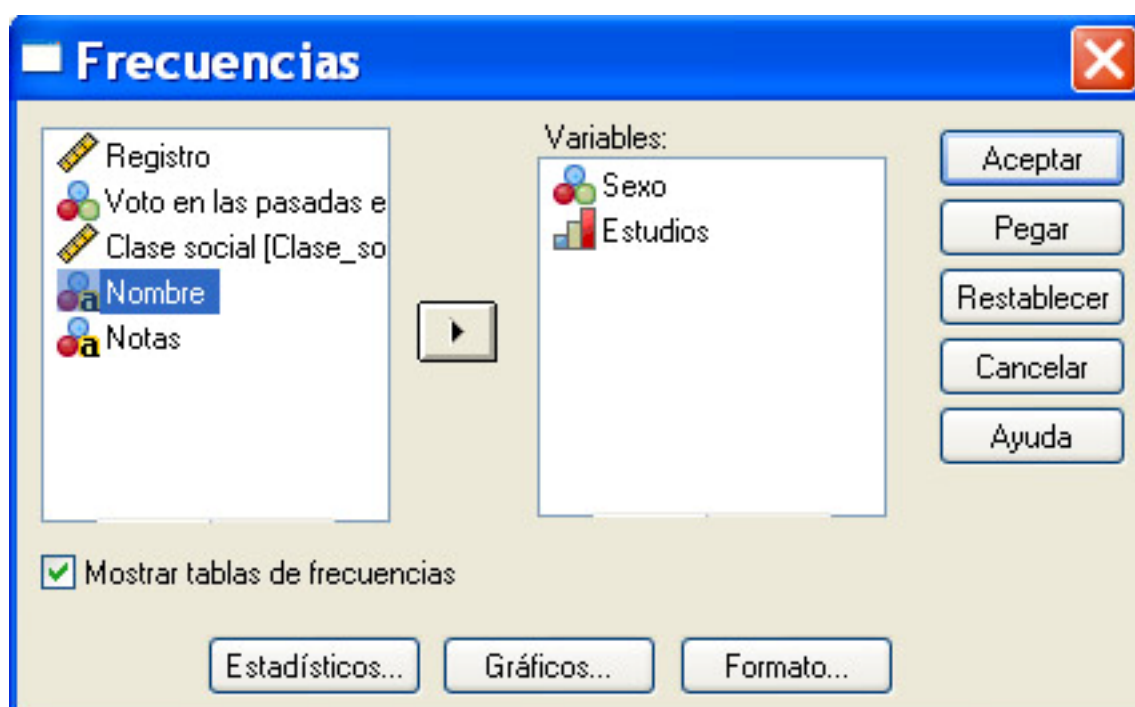 Frecuencias
Registro
Voto en las pasadas e
Clase social [Clase_so
Nombre
Notas
Variables:
Sexo
Estudios
Aceptar
Pegar
Restablecer
Cancelar
Ayuda
Mostrar tablas de frecuencias
Estadísticos...
Gráficos...
Formato...